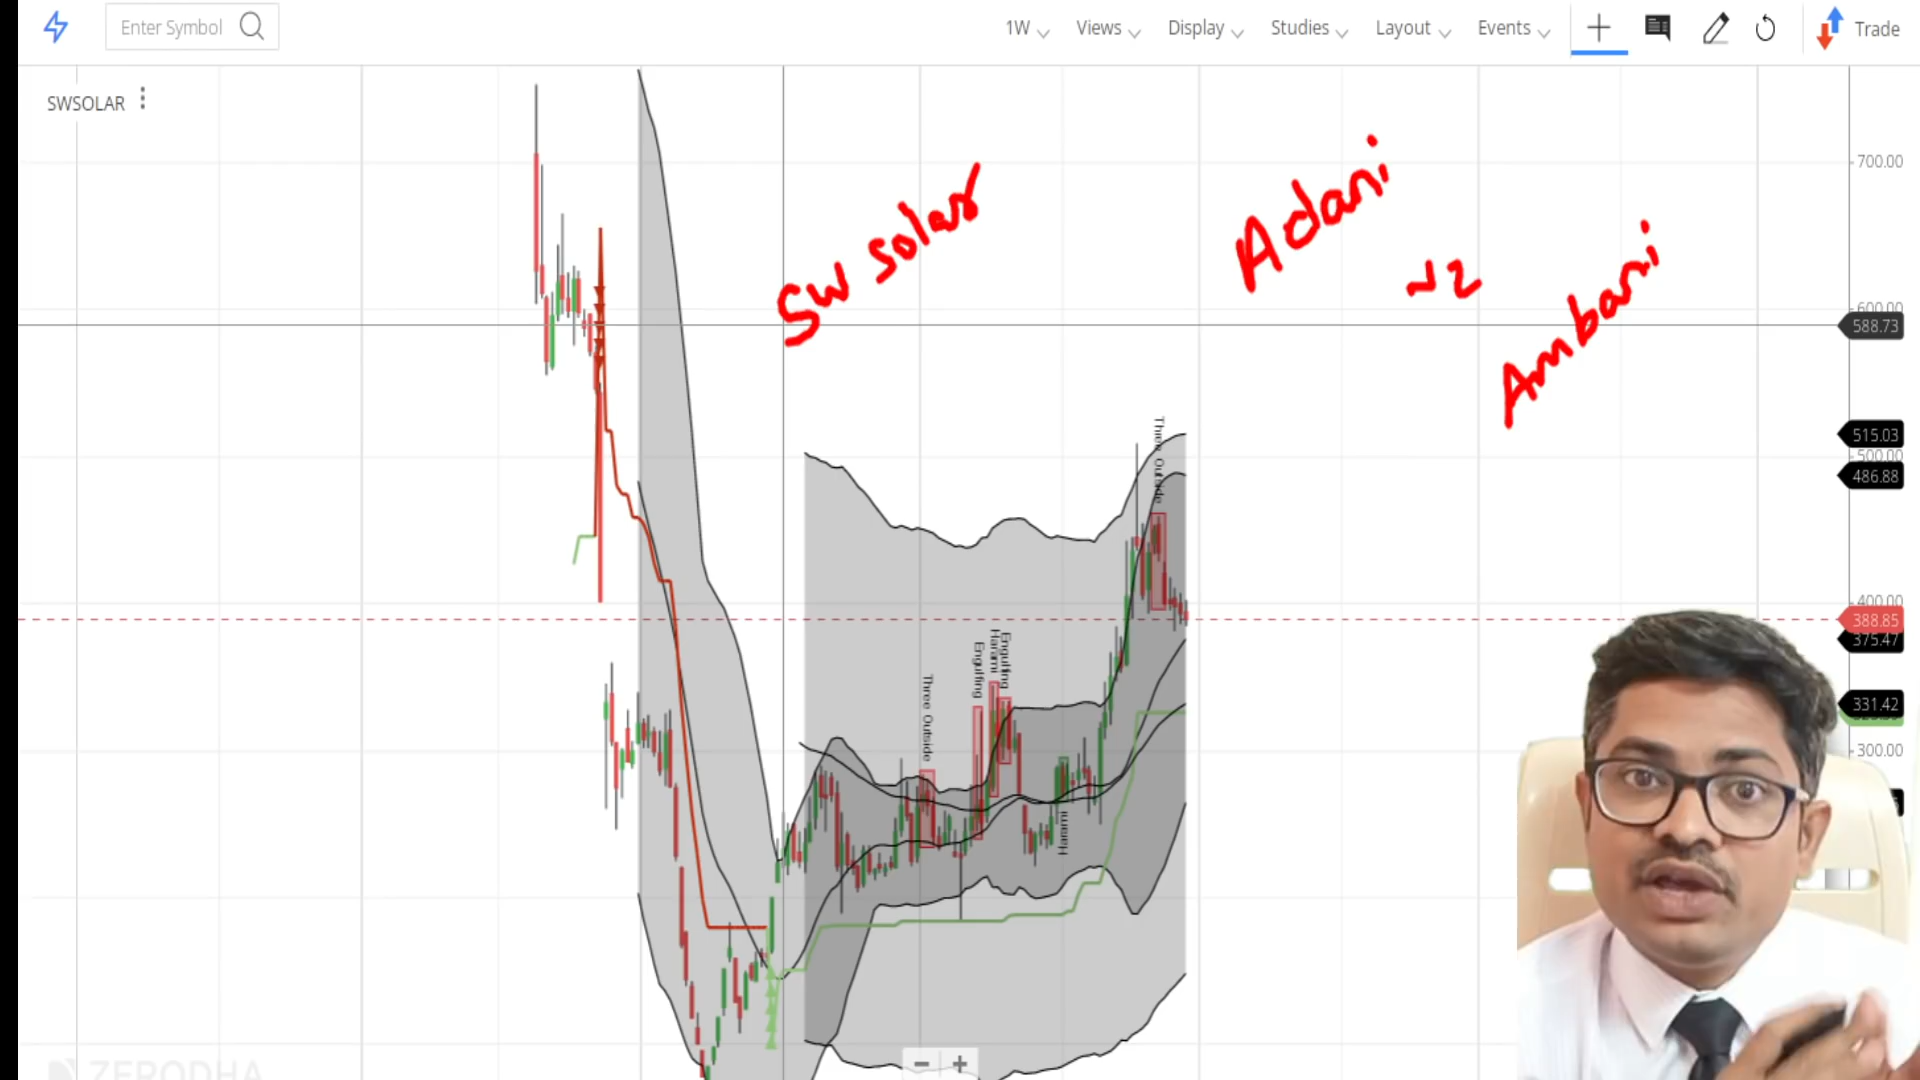 Enter Symbol
1W Views Display Studies Layout Events Trade
SWSOLAR
700.00
600.00
588.73
515.03
500.00
486.88
400.00
388.85
375.47
331.42
300.00
Sw solar
Adani
vs
Ambani
Three Outside
Engulfing
Harami
Engulfing
Three Outside
Harami
ZERODHA